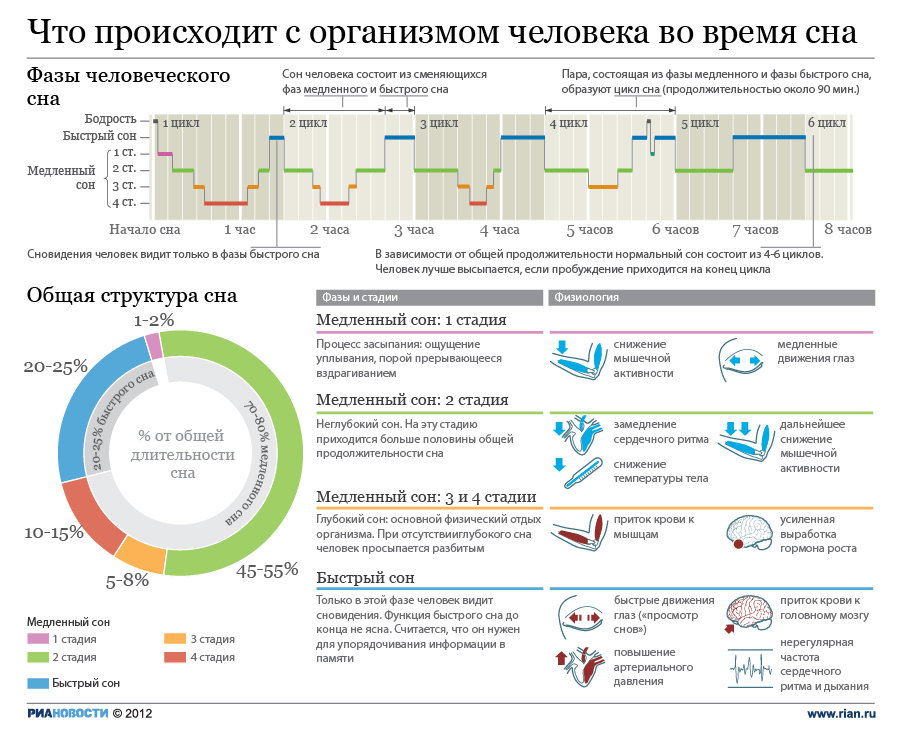 Что происходит с организмом человека во время сна
Фазы человеческого
сна
Сон человека состоит из сменяющихся
фаз медленного и быстрого сна
Пара, состоящая из фазы медленного и фазы быстрого сна,
образуют цикл сна (продолжительностью около 90 мин.)
Бодрость
Быстрый сон
Медленный
сон
1 ст.
2 ст.
3 ст.
4 ст.
1 цикл
2 цикл
3 цикл
4 цикл
5 цикл
6 цикл
Начало сна
1 час
2 часа
3 часа
4 часа
5 часов
6 часов
7 часов
8 часов
Сновидения человек видит только в фазы быстрого сна
В зависимости от общей продолжительности нормальный сон состоит из 4-6 циклов.
Человек лучше высыпается, если пробуждение приходится на конец цикла
Общая структура сна
1-2%
20-25%
10-15%
5-8%
45-55%
20-25% быстрого сна
70-80% медленного сна
% от общей
длительности
сна
Медленный сон
1 стадия
2 стадия
3 стадия
4 стадия
Быстрый сон
Фазы и стадии
Физиология
Медленный сон: 1 стадия
Процесс засыпания: ощущение
уплывания, порой прерывающееся
вздрагиванием
снижение
мышечной
активности
медленные
движения глаз
Медленный сон: 2 стадия
Неглубокий сон. На эту стадию
приходится больше половины общей
продолжительности сна
замедление
сердечного ритма
снижение
температуры тела
дальнейшее
снижение
мышечной
активности
Медленный сон: 3 и 4 стадии
Глубокий сон: основной физический отдых
организма. При отсутствииглубокого сна
человек просыпается разбитым
приток крови к
мышцам
усиленная
выработка
гормона роста
Быстрый сон
Только в этой фазе человек видит
сновидения. Функция быстрого сна до
конца не ясна. Считается, что он нужен
для упорядочивания информации в
памяти
быстрые движения
глаз («просмотр
снов»)
повышение
артериального
давления
приток крови к
головному мозгу
нерегулярная
частота
сердечного
ритма и дыхания
РИАНОВОСТИ © 2012
www.rian.ru